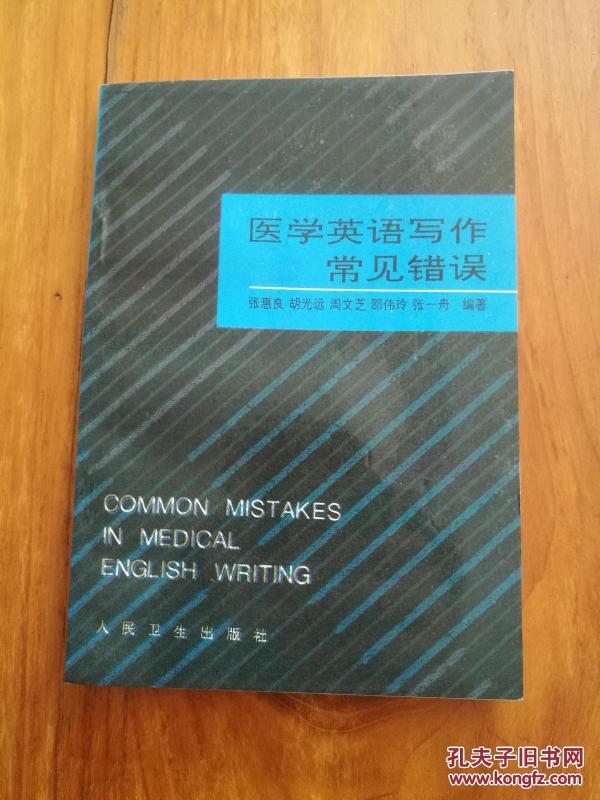 医学英语写作
常见错误
张惠良 胡光远 周文芝 邵伟玲 张一舟 编著
COMMON MISTAKES
IN MEDICAL
ENGLISH WRITING
人民卫生出版社
孔夫子旧书网
www.kongfz.com